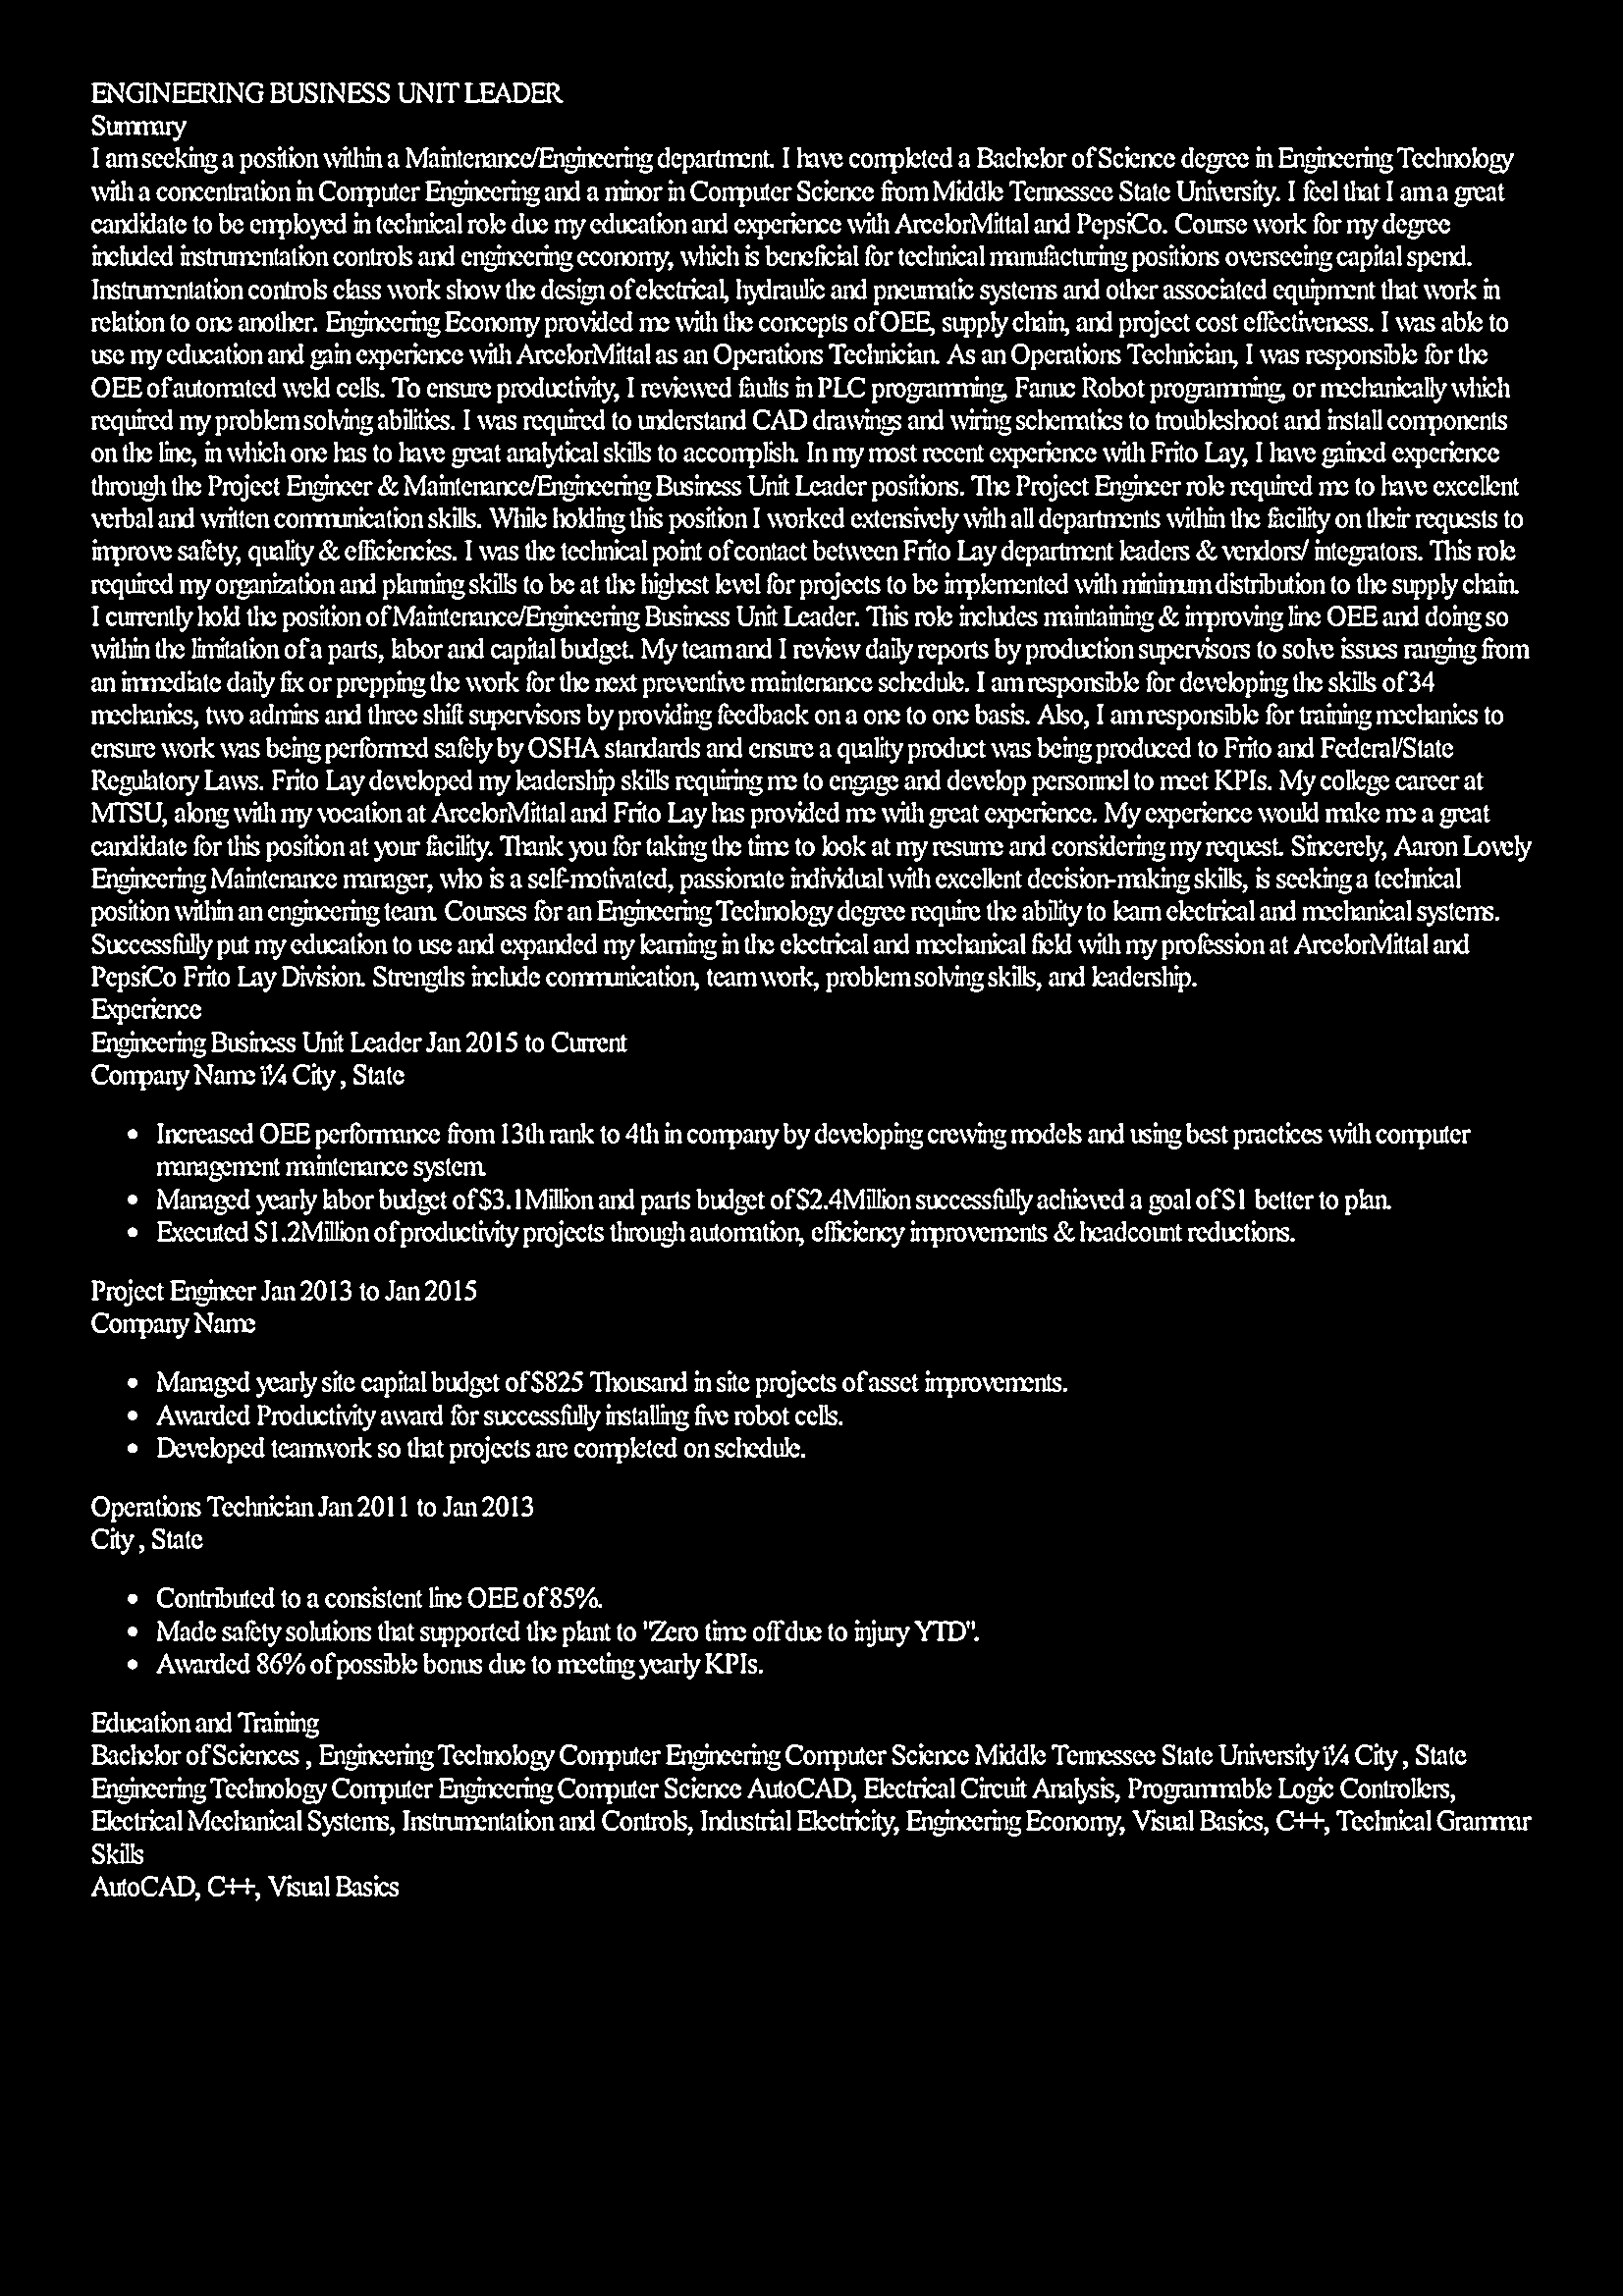 ENGINEERING BUSINESS UNIT LEADER
Summary
I am seeking a position within a Maintenance/Engineering department. I have completed a Bachelor of Science degree in Engineering Technology
with a concentration in Computer Engineering and a minor in Computer Science from Middle Tennessee State University. I feel that I am a great
candidate to be employed in technical role due my education and experience with ArcelorMittal and PepsiCo. Course work for my degree
included instrumentation controls and engineering economy, which is beneficial for technical manufacturing positions overseeing capital spend.
Instrumentation controls class work show the design of electrical, hydraulic and pneumatic systems and other associated equipment that work in
relation to one another. Engineering Economy provided me with the concepts of OEE, supply chain, and project cost effectiveness. I was able to
use my education and gain experience with ArcelorMittal as an Operations Technician. As an Operations Technician, I was responsible for the
OEE of automated weld cells. To ensure productivity, I reviewed faults in PLC programming, Fanuc Robot programming, or mechanically which
required my problem solving abilities. I was required to understand CAD drawings and wiring schematics to troubleshoot and install components
on the line, in which one has to have great analytical skills to accomplish. In my most recent experience with Frito Lay, I have gained experience
through the Project Engineer & Maintenance/Engineering Business Unit Leader positions. The Project Engineer role required me to have excellent
verbal and written communication skills. While holding this position I worked extensively with all departments within the facility on their requests to
improve safety, quality & efficiencies. I was the technical point of contact between Frito Lay department leaders & vendors/ integrators. This role
required my organization and planning skills to be at the highest level for projects to be implemented with minimum distribution to the supply chain.
I currently hold the position of Maintenance/Engineering Business Unit Leader. This role includes maintaining & improving line OEE and doing so
within the limitation of a parts, labor and capital budget. My team and I review daily reports by production supervisors to solve issues ranging from
an immediate daily fix or prepping the work for the next preventive maintenance schedule. I am responsible for developing the skills of 34
mechanics, two admins and three shift supervisors by providing feedback on a one to one basis. Also, I am responsible for training mechanics to
ensure work was being performed safely by OSHA standards and ensure a quality product was being produced to Frito and Federal/State
Regulatory Laws. Frito Lay developed my leadership skills requiring me to engage and develop personnel to meet KPIs. My college career at
MTSU, along with my vocation at ArcelorMittal and Frito Lay has provided me with great experience. My experience would make me a great
candidate for this position at your facility. Thank you for taking the time to look at my resume and considering my request. Sincerely, Aaron Lovely
Engineering Maintenance manager, who is a self-motivated, passionate individual with excellent decision-making skills, is seeking a technical
position within an engineering team. Courses for an Engineering Technology degree require the ability to learn electrical and mechanical systems.
Successfully put my education to use and expanded my learning in the electrical and mechanical field with my profession at ArcelorMittal and
PepsiCo Frito Lay Division. Strengths include communication, team work, problem solving skills, and leadership.
Experience
Engineering Business Unit Leader Jan 2015 to Current
Company Name ï¼ City , State
• Increased OEE performance from 13th rank to 4th in company by developing crewing models and using best practices with computer
management maintenance system.
• Managed yearly labor budget of $3.1Million and parts budget of $2.4Million successfully achieved a goal of $1 better to plan.
• Executed $1.2Million of productivity projects through automation, efficiency improvements & headcount reductions.
Project Engineer Jan 2013 to Jan 2015
Company Name
• Managed yearly site capital budget of $825 Thousand in site projects of asset improvements.
• Awarded Productivity award for successfully installing five robot cells.
• Developed teamwork so that projects are completed on schedule.
Operations Technician Jan 2011 to Jan 2013
City , State
• Contributed to a consistent line OEE of 85%.
• Made safety solutions that supported the plant to "Zero time off due to injury YTD".
• Awarded 86% of possible bonus due to meeting yearly KPIs.
Education and Training
Bachelor of Sciences , Engineering Technology Computer Engineering Computer Science Middle Tennessee State University ï¼ City , State
Engineering Technology Computer Engineering Computer Science AutoCAD, Electrical Circuit Analysis, Programmable Logic Controllers,
Electrical Mechanical Systems, Instrumentation and Controls, Industrial Electricity, Engineering Economy, Visual Basics, C++, Technical Grammar
Skills
AutoCAD, C++, Visual Basics